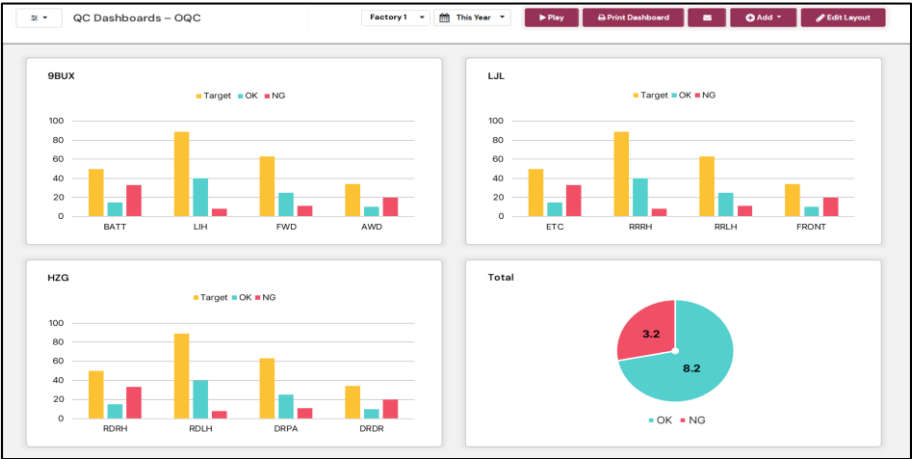 QC Dashboards – OQC
Factory 1
This Year
Play
Print Dashboard
Add
Edit Layout
9BUX
Target OK NG
100
80
60
40
20
0
BATT LIH FWD AWD
LJL
Target OK NG
100
80
60
40
20
0
ETC RRRH RRLH FRONT
HZG
Target OK NG
100
80
60
40
20
0
RDRH RDLH DRPA DRDR
Total
3.2
8.2
OK NG